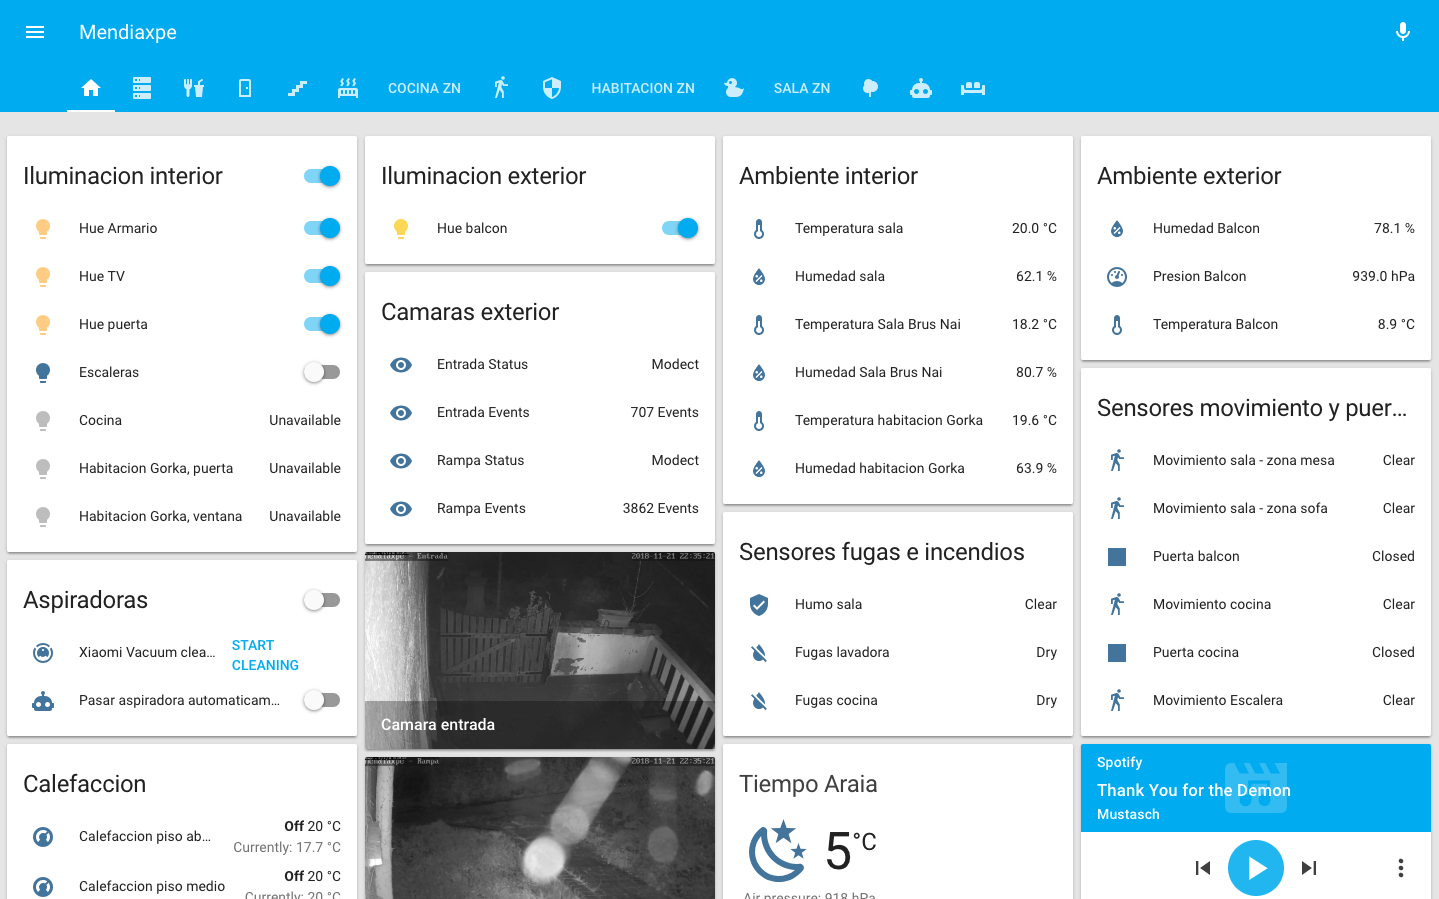 Mendiaxpe
COCINA ZN
HABITACION ZN
SALA ZN
Iluminacion interior
Hue Armario
Hue TV
Hue puerta
Escaleras
Cocina Unavailable
Habitacion Gorka, puerta Unavailable
Habitacion Gorka, ventana Unavailable
Aspiradoras
Xiaomi Vacuum clea... START CLEANING
Pasar aspiradora automaticam...
Calefaccion
Calefaccion piso ab... Off 20 °C
Currently: 17.7 °C
Calefaccion piso medio Off 20 °C
Currently: 20 °C
Iluminacion exterior
Hue balcon
Camaras exterior
Entrada Status Modect
Entrada Events 707 Events
Rampa Status Modect
Rampa Events 3862 Events
Mendiaxpe - Entrada 2018-11-21 22:35:21
Camara entrada
Mendiaxpe - Rampa 2018-11-21 22:35:21
Ambiente interior
Temperatura sala 20.0 °C
Humedad sala 62.1 %
Temperatura Sala Brus Nai 18.2 °C
Humedad Sala Brus Nai 80.7 %
Temperatura habitacion Gorka 19.6 °C
Humedad habitacion Gorka 63.9 %
Sensores fugas e incendios
Humo sala Clear
Fugas lavadora Dry
Fugas cocina Dry
Tiempo Araia
5 °C
Air pressure: 918 hPa
Ambiente exterior
Humedad Balcon 78.1 %
Presion Balcon 939.0 hPa
Temperatura Balcon 8.9 °C
Sensores movimiento y puer...
Movimiento sala - zona mesa Clear
Movimiento sala - zona sofa Clear
Puerta balcon Closed
Movimiento cocina Clear
Puerta cocina Closed
Movimiento Escalera Clear
Spotify
Thank You for the Demon
Mustasch